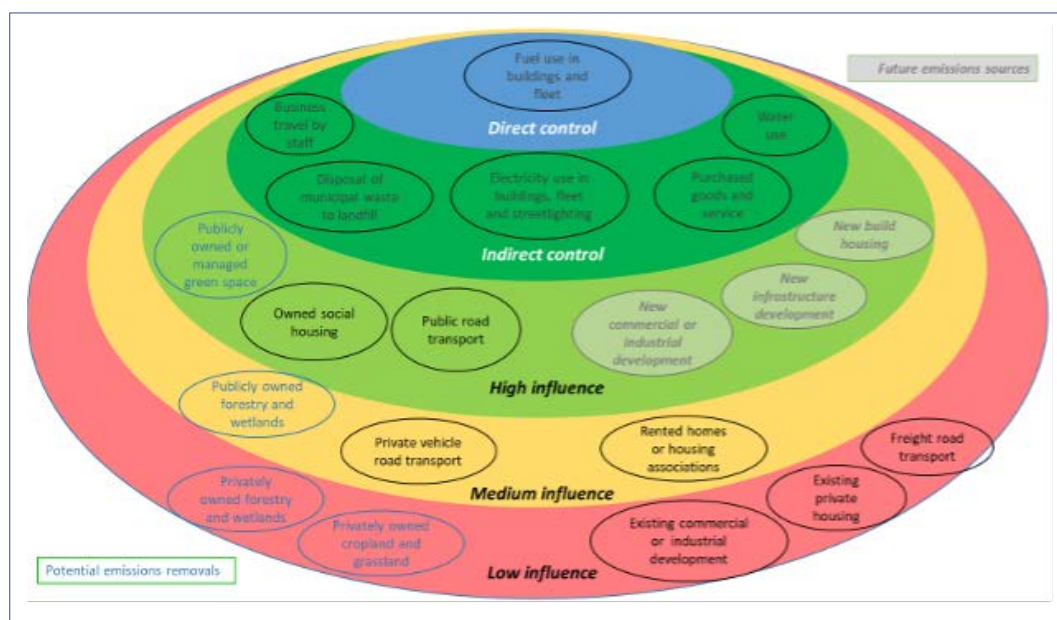 Fuel use in
buildings and
fleet
Future emissions sources
Business
travel by
staff
Direct control
Water
use
Disposal of
municipal waste
to landfill
Electricity use in
buildings, fleet
and streetlighting
Purchased
goods and
service
Publicly
owned or
managed
green space
Indirect control
New build
housing
New
infrastructure
development
Owned social
housing
Public road
transport
New
commercial or
industrial
development
High influence
Publicly owned
forestry and
wetlands
Private vehicle
road transport
Rented homes
or housing
associations
Freight road
transport
Privately
owned forestry
and wetlands
Medium influence
Existing
private
housing
Privately owned
cropland and
grassland
Existing commercial
or industrial
development
Low influence
Potential emissions removals